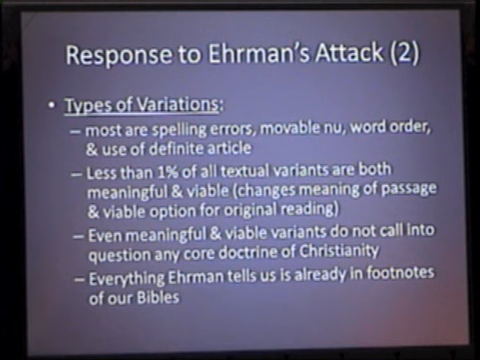 Response to Ehrman's Attack (2)
• Types of Variations:
– most are spelling errors, movable nu, word order,
& use of definite article
– Less than 1% of all textual variants are both
meaningful & viable (changes meaning of passage
& viable option for original reading)
– Even meaningful & viable variants do not call into
question any core doctrine of Christianity
– Everything Ehrman tells us is already in footnotes
of our Bibles